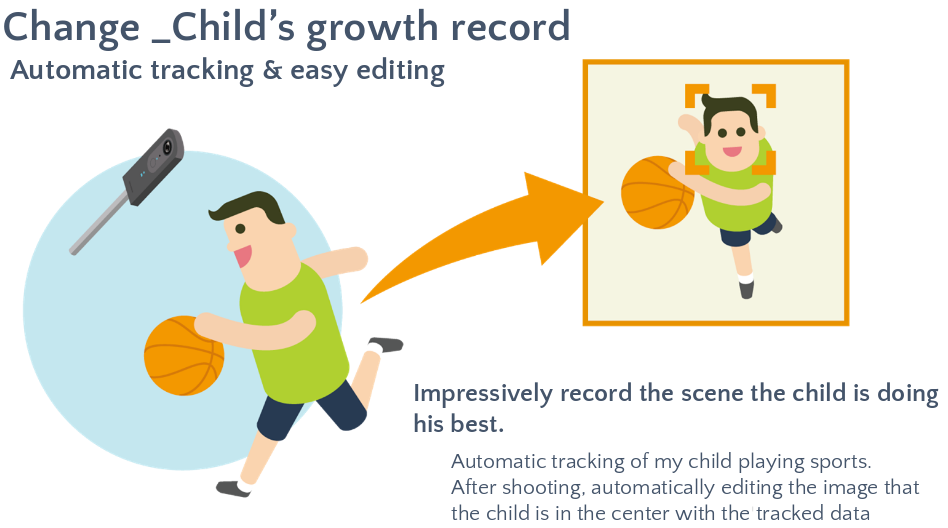 Change _Child's growth record
Automatic tracking & easy editing
Impressively record the scene the child is doing
his best.
Automatic tracking of my child playing sports.
After shooting, automatically editing the image that
the child is in the center with the tracked data